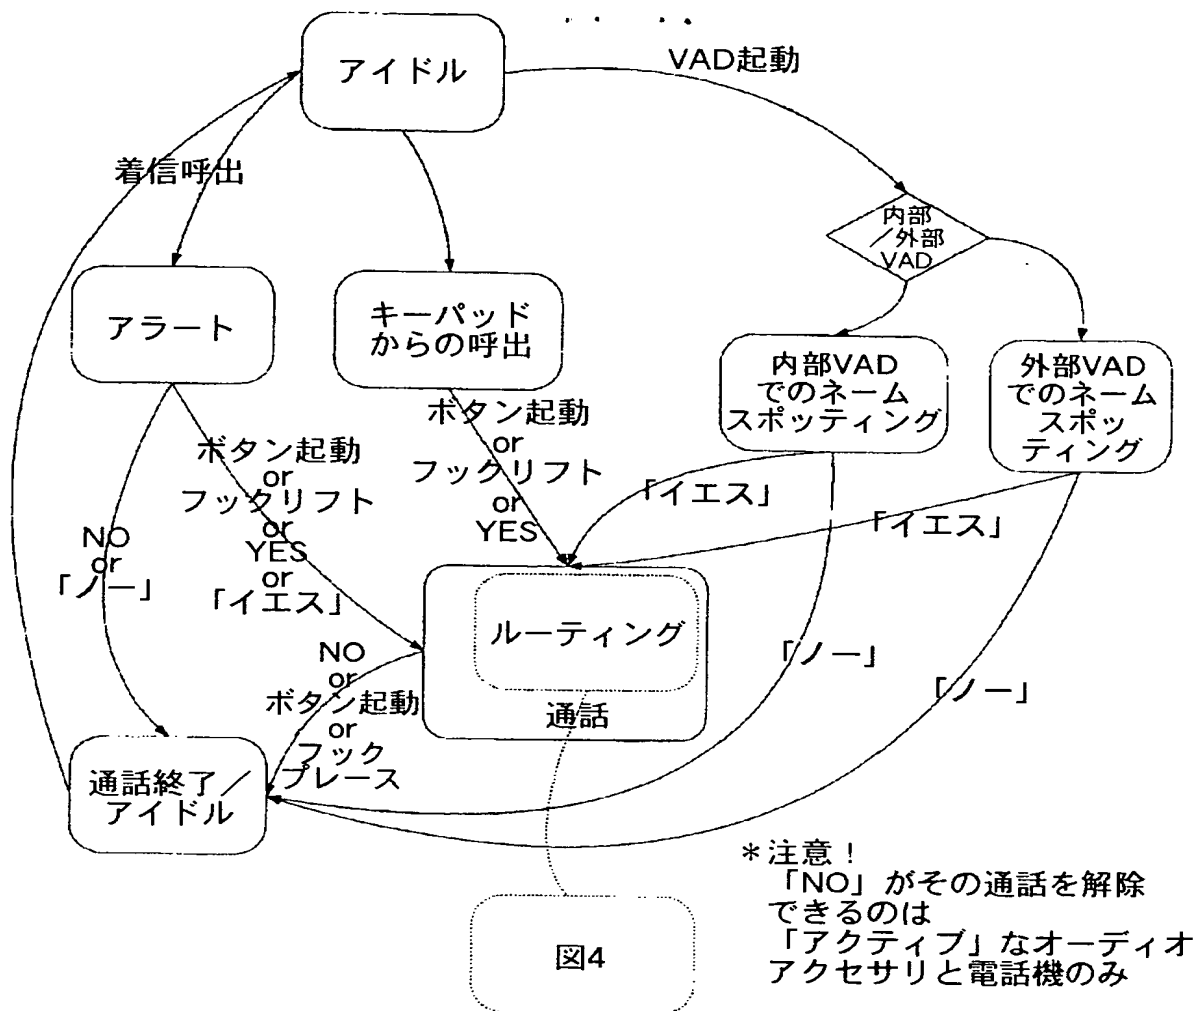 アイドル
VAD起動
着信呼出
内部
／外部
VAD
アラート
キーパッド
からの呼出
内部VAD
でのネーム
スポッティング
外部VAD
でのネーム
スポッ
ティング
ボタン起動
or
フックリフト
or
YES
ボタン起動
or
フックリフト
or
YES
or
「イエス」
「イエス」
「イエス」
NO
or
「ノー」
ルーティング
通話
NO
or
ボタン起動
or
フック
プレース
「ノー」
「ノー」
通話終了／
アイドル
図4
＊注意！
「NO」がその通話を解除
できるのは
「アクティブ」なオーディオ
アクセサリと電話機のみ